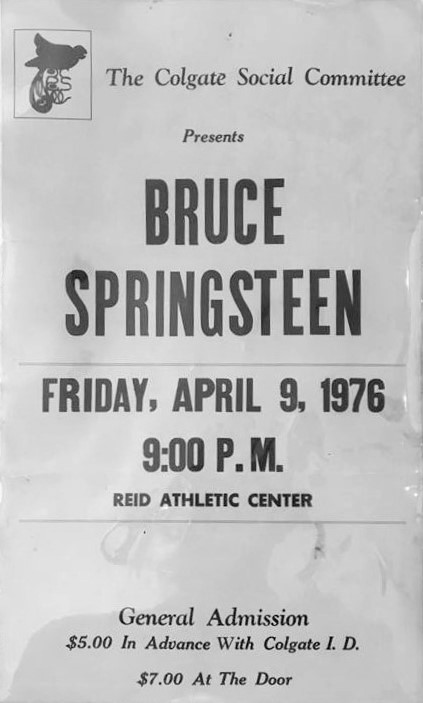 The Colgate Social Committee
Presents
BRUCE
SPRINGSTEEN
FRIDAY, APRIL 9, 1976
9:00 P. M.
REID ATHLETIC CENTER
General Admission
$5.00 In Advance With Colgate I. D.
$7.00 At The Door